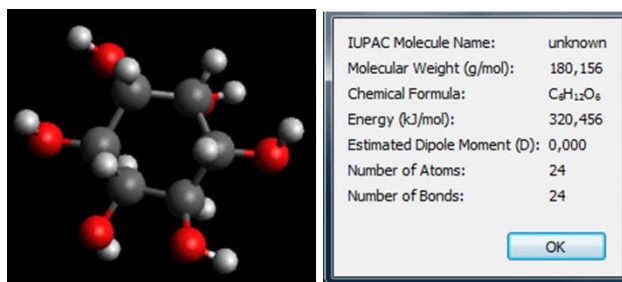 IUPAC Molecule Name: unknown
Molecular Weight (g/mol): 180,156
Chemical Formula: C₆H₁₂O₆
Energy (kJ/mol): 320,456
Estimated Dipole Moment (D): 0,000
Number of Atoms: 24
Number of Bonds: 24
OK